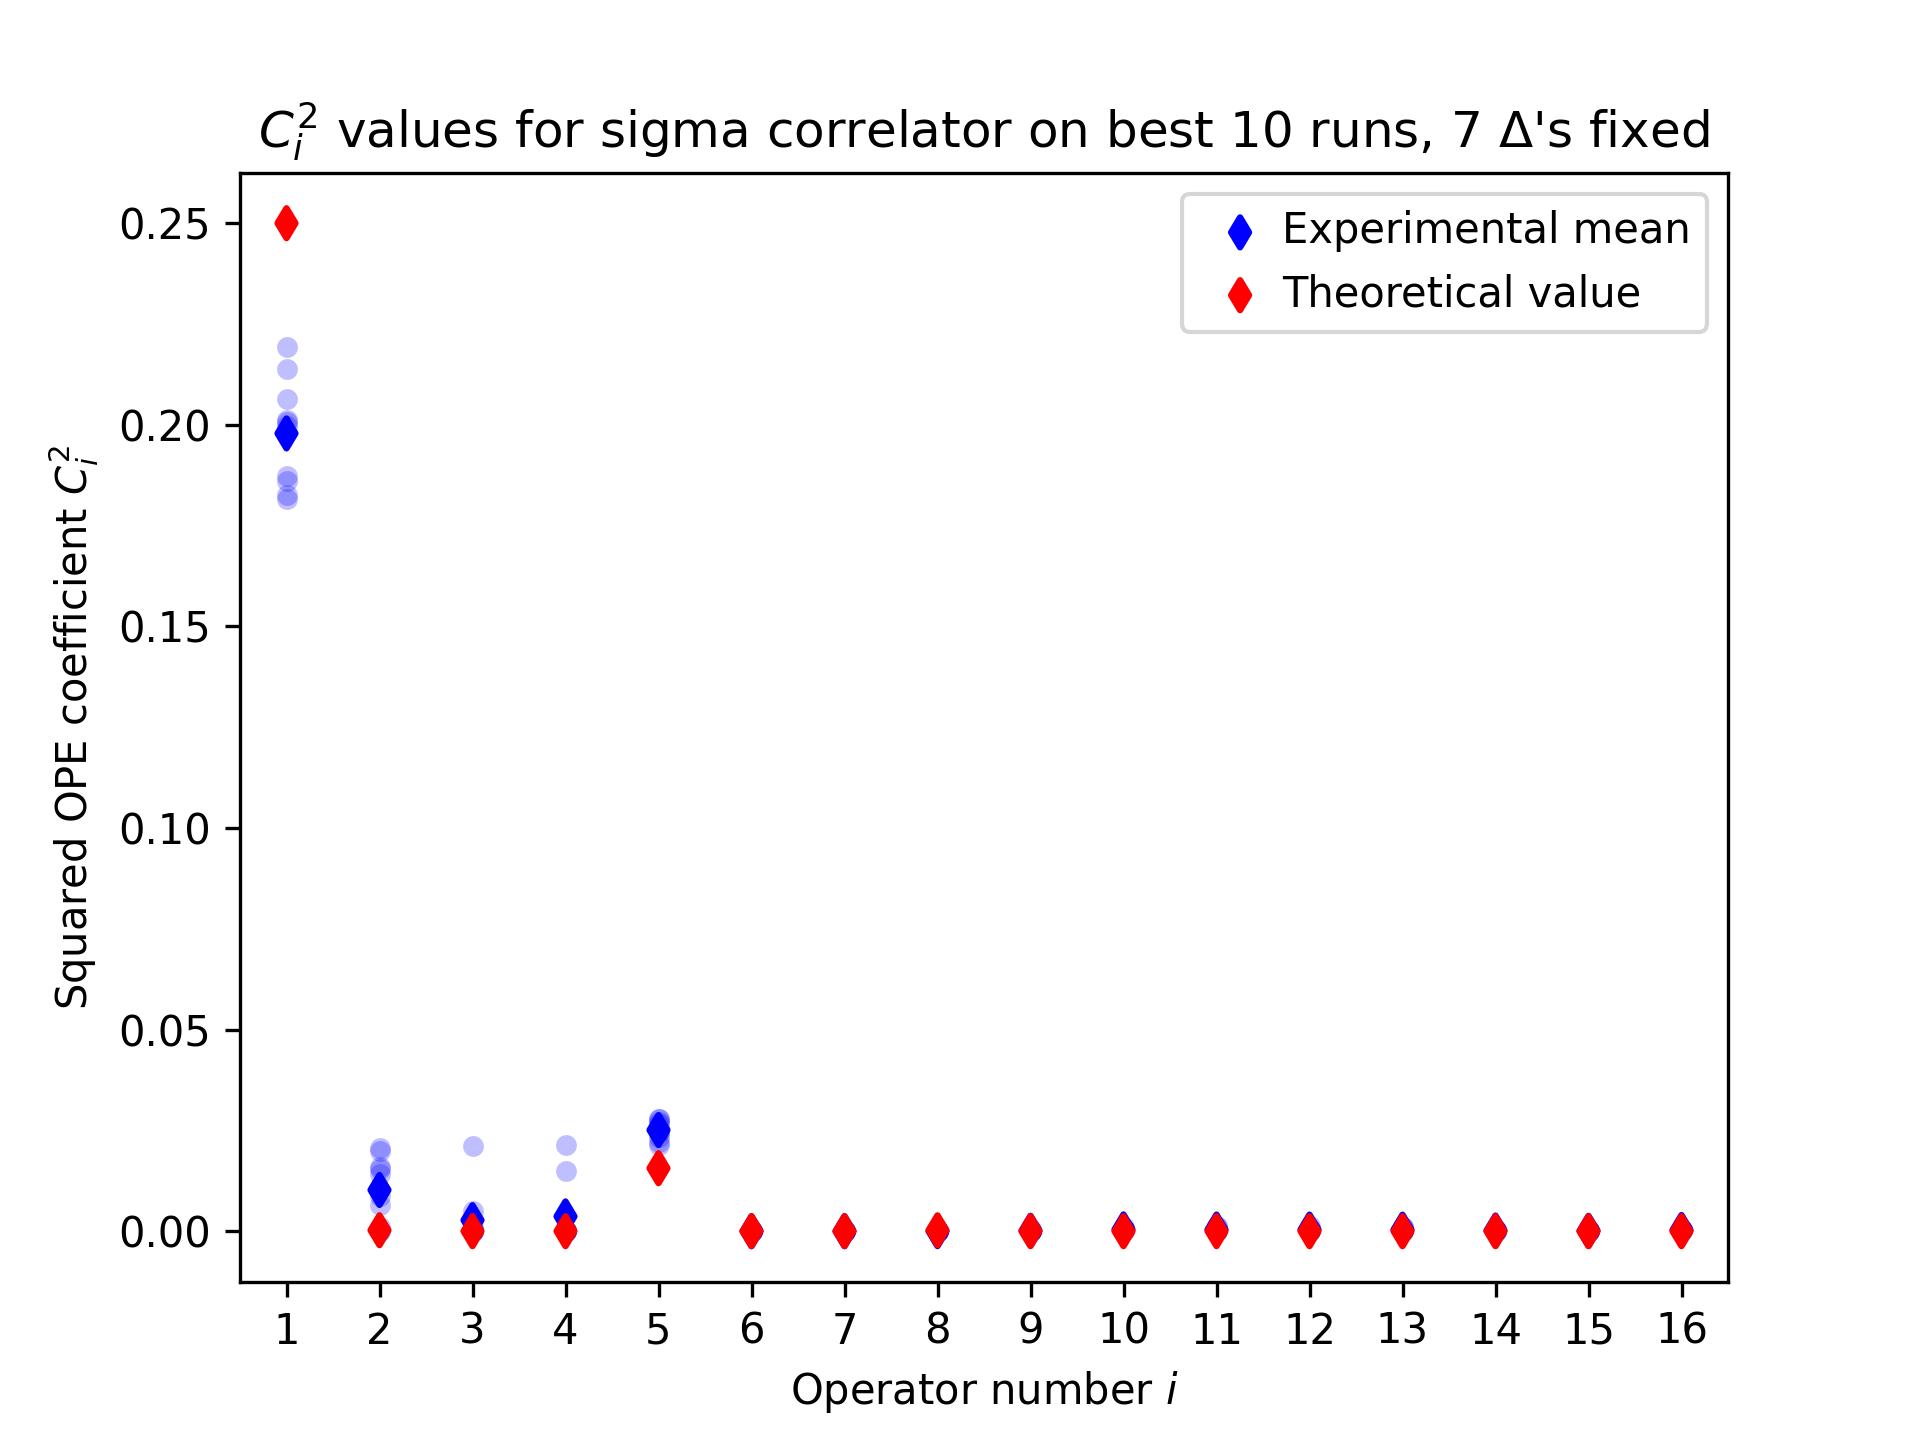 C_i^2 values for sigma correlator on best 10 runs, 7 Δ's fixed
Experimental mean
Theoretical value
Squared OPE coefficient C_i^2
0.25
0.20
0.15
0.10
0.05
0.00
1 2 3 4 5 6 7 8 9 10 11 12 13 14 15 16
Operator number i